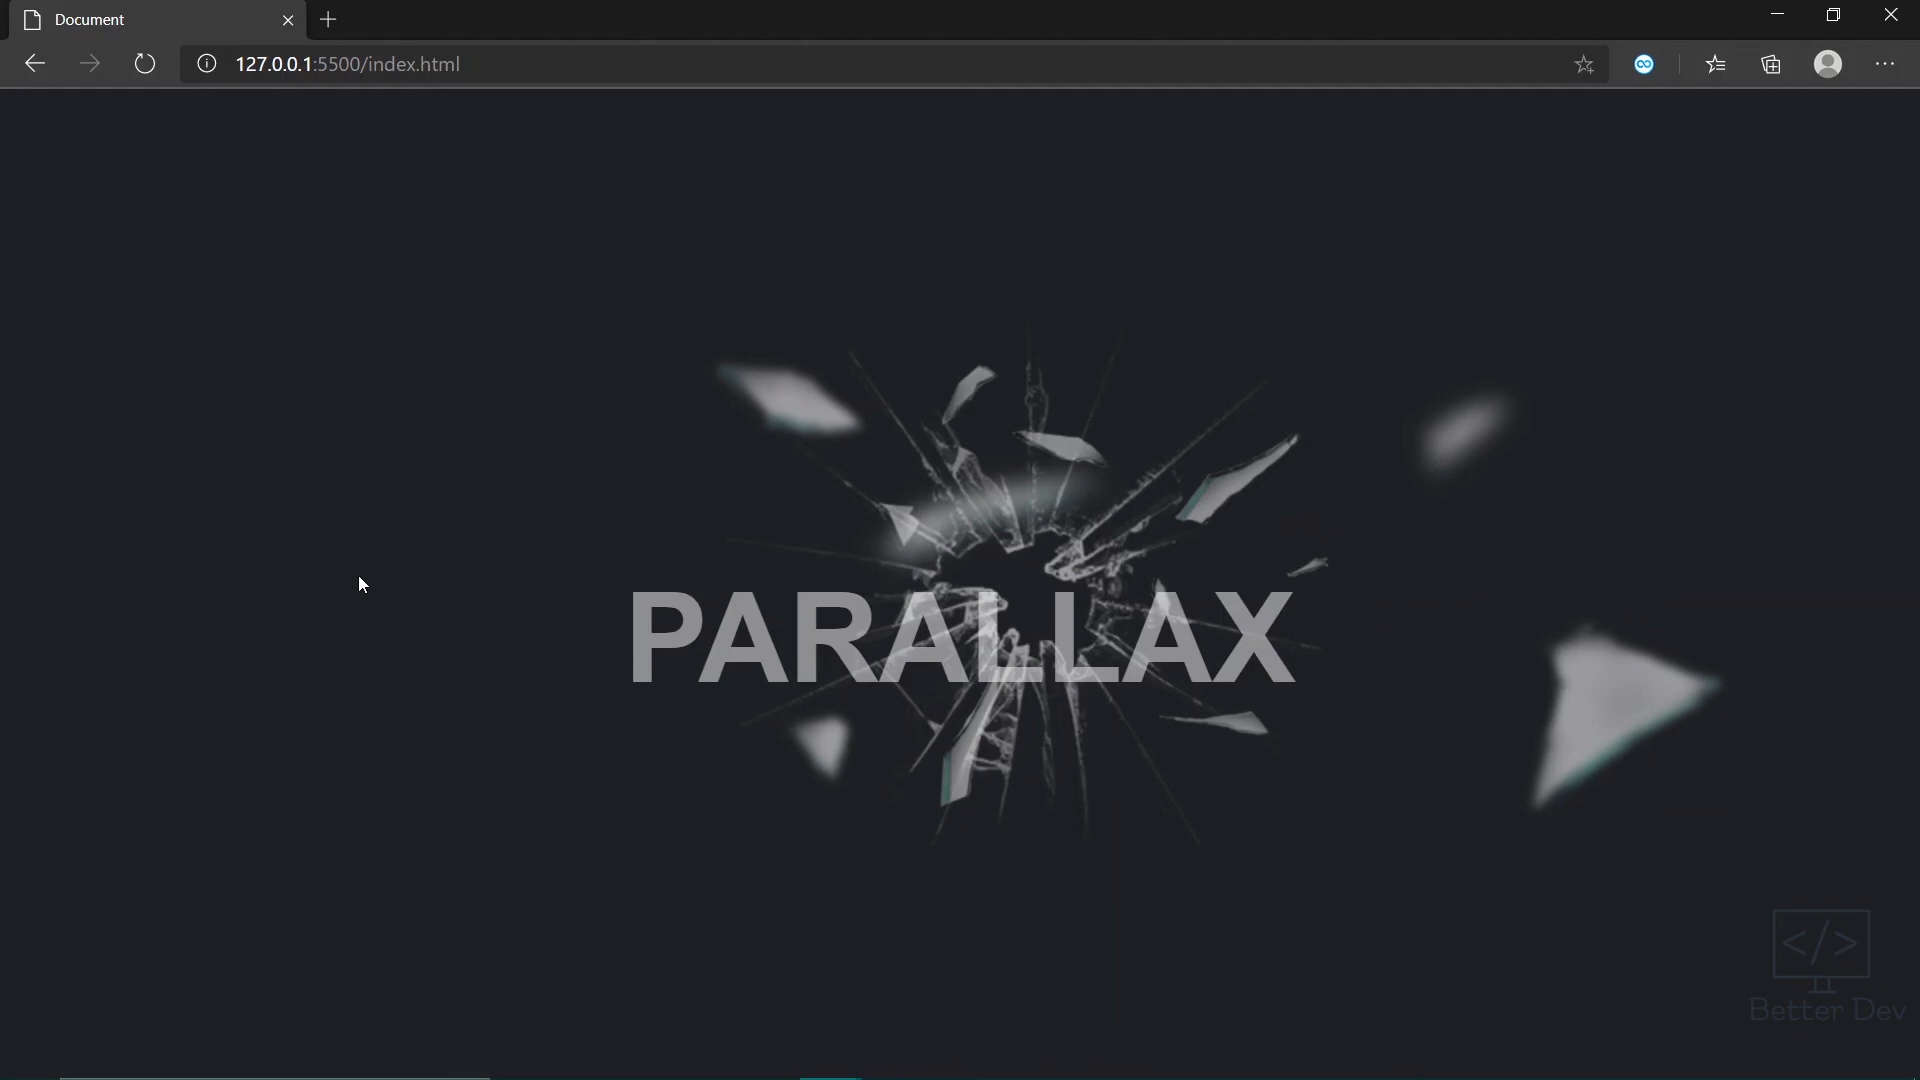 Document
127.0.0.1:5500/index.html
PARALLAX
</>
Better Dev